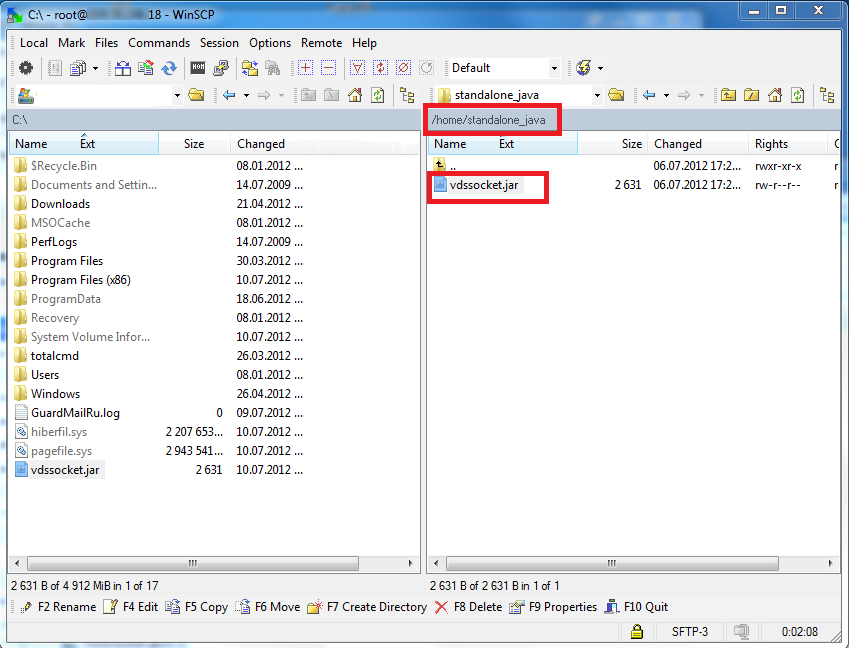 C:\ - root@ 18 - WinSCP
Local Mark Files Commands Session Options Remote Help
Default
standalone_java
C:\
/home/standalone_java
Name Ext Size Changed
$Recycle.Bin 08.01.2012 ...
Documents and Settin... 14.07.2009 ...
Downloads 21.04.2012 ...
MSOCache 08.01.2012 ...
PerfLogs 14.07.2009 ...
Program Files 30.03.2012 ...
Program Files (x86) 10.07.2012 ...
ProgramData 18.06.2012 ...
Recovery 08.01.2012 ...
System Volume Infor... 10.07.2012 ...
totalcmd 26.03.2012 ...
Users 08.01.2012 ...
Windows 26.04.2012 ...
GuardMailRu.log 0 09.07.2012 ...
hiberfil.sys 2 207 653... 10.07.2012 ...
pagefile.sys 2 943 541... 10.07.2012 ...
vdssocket.jar 2 631 10.07.2012 ...
Name Ext Size Changed Rights
.. 06.07.2012 17:2... rwxr-xr-x r
vdssocket.jar 2 631 06.07.2012 17:2... rw-r--r-- r
2 631 B of 4 912 MiB in 1 of 17
2 631 B of 2 631 B in 1 of 1
F2 Rename F4 Edit F5 Copy F6 Move F7 Create Directory F8 Delete F9 Properties F10 Quit
SFTP-3 0:02:08